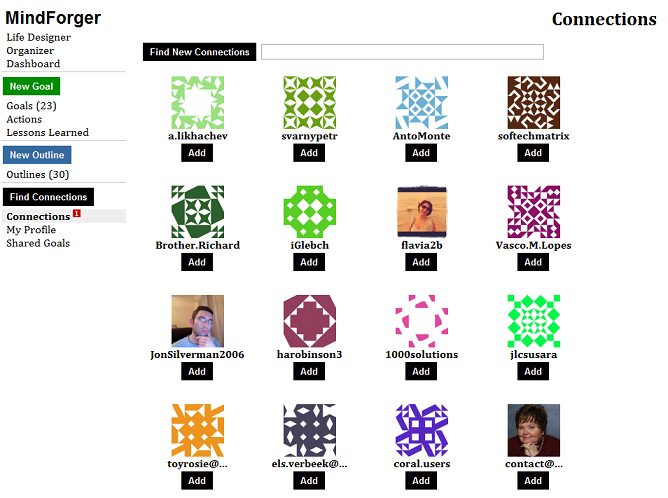 MindForger
Connections
Life Designer
Organizer
Dashboard
New Goal
Goals (23)
Actions
Lessons Learned
New Outline
Outlines (30)
Find Connections
Connections 1
My Profile
Shared Goals
Find New Connections
a.likhachev svarnypetr AntoMonte softechmatrix
Add Add Add Add
Brother.Richard iGlebch flavia2b Vasco.M.Lopes
Add Add Add Add
JonSilverman2006 harobinson3 1000solutions jlcsusara
Add Add Add Add
toyrosie@... els.verbeek@... coral.users contact@...
Add Add Add Add